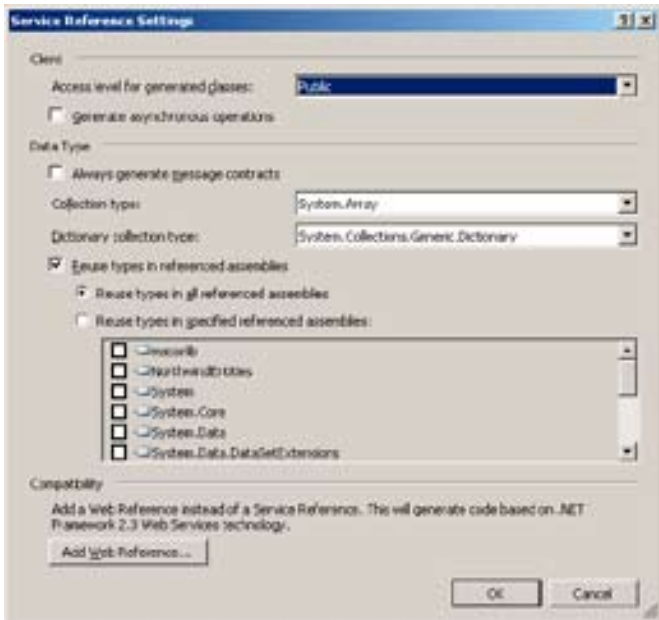 Service Reference Settings
Client
Access level for generated classes:
Public
Generate asynchronous operations
Data Type
Always generate message contracts
Collection type:
System.Array
Dictionary collection type:
System.Collections.Generic.Dictionary
Reuse types in referenced assemblies
Reuse types in all referenced assemblies
Reuse types in specified referenced assemblies:
mscorlib
NorthwindEntities
System
System.Core
System.Data
System.Data.DataSetExtensions
Compatibility
Add a Web Reference instead of a Service Reference. This will generate code based on .NET
Framework 2.3 Web Services technology.
Add Web Reference...
OK
Cancel